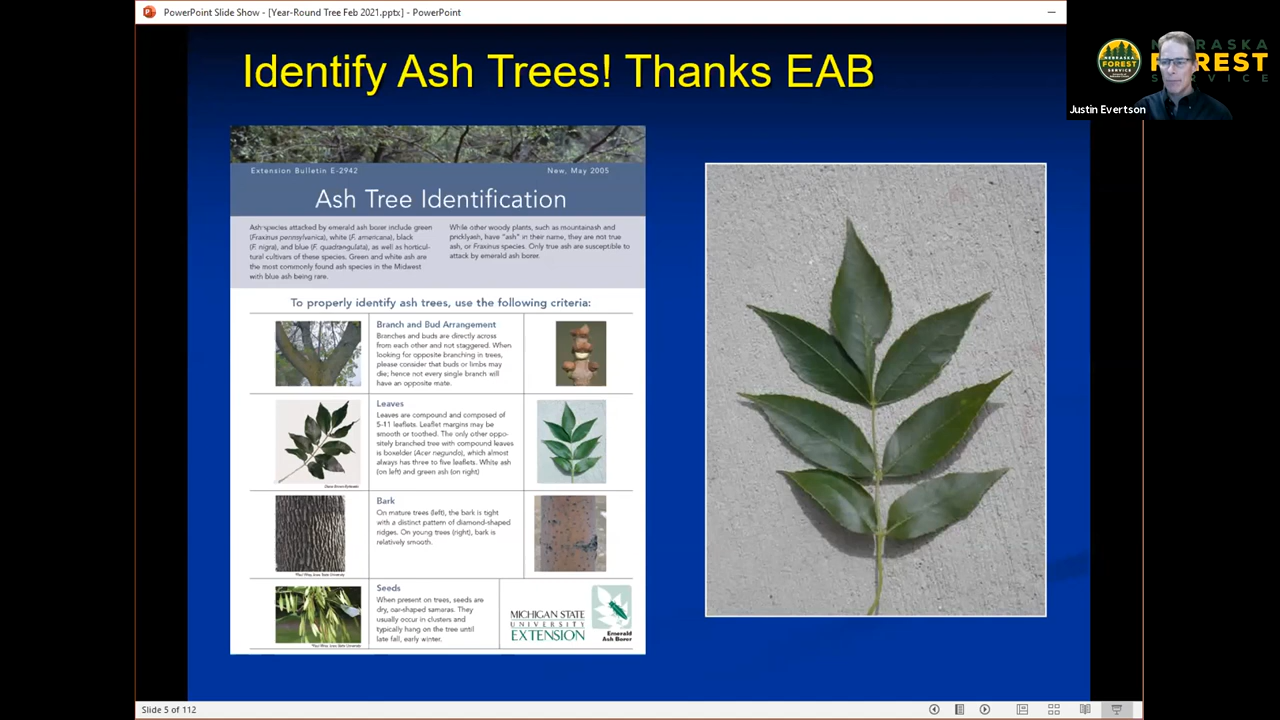 PowerPoint Slide Show - [Year-Round Tree Feb 2021.pptx] - PowerPoint
NEBRASKA
FOREST
SERVICE
Justin Evertson
Identify Ash Trees! Thanks EAB
Extension Bulletin E-2942
New, May 2005
Ash Tree Identification
Ash species attacked by emerald ash borer include green
(Fraxinus pennsylvanica), white (F. americana), black
(F. nigra), and blue (F. quadrangulata), as well as horticul-
tural cultivars of these species. Green and white ash are
the most commonly found ash species in the Midwest
with blue ash being rare.
While other woody plants, such as mountainash and
pricklyash, have "ash" in their name, they are not true
ash, or Fraxinus species. Only true ash are susceptible to
attack by emerald ash borer.
To properly identify ash trees, use the following criteria:
Branch and Bud Arrangement
Branches and buds are directly across
from each other and not staggered. When
looking for opposite branching in trees,
please consider that buds or limbs may
die; hence not every single branch will
have an opposite mate.
Leaves
Leaves are compound and composed of
5-11 leaflets. Leaflet margins may be
smooth or toothed. The only other oppo-
sitely branched tree with compound leaves
is boxelder (Acer negundo), which almost
always has three to five leaflets. White ash
(on left) and green ash (on right)
Bark
On mature trees (left), the bark is tight
with a distinct pattern of diamond-shaped
ridges. On young trees (right), bark is
relatively smooth.
Seeds
When present on trees, seeds are
dry, oar-shaped samaras. They
usually occur in clusters and
typically hang on the tree until
late fall, early winter.
MICHIGAN STATE
UNIVERSITY
EXTENSION
Emerald
Ash Borer
Slide 5 of 112